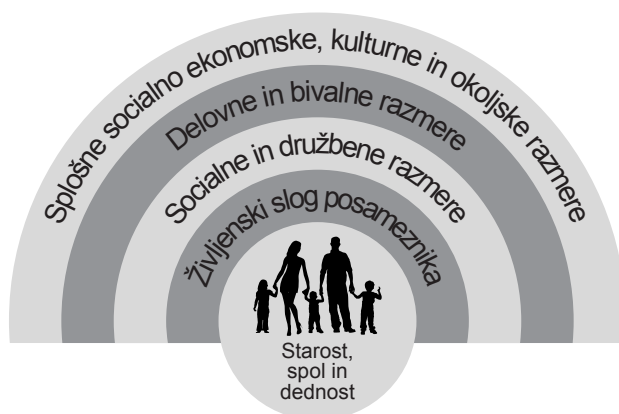 Splošne socialno ekonomske, kulturne in okoljske razmere
Delovne in bivalne razmere
Socialne in družbene razmere
Življenski slog posameznika
Starost,
spol in
dednost